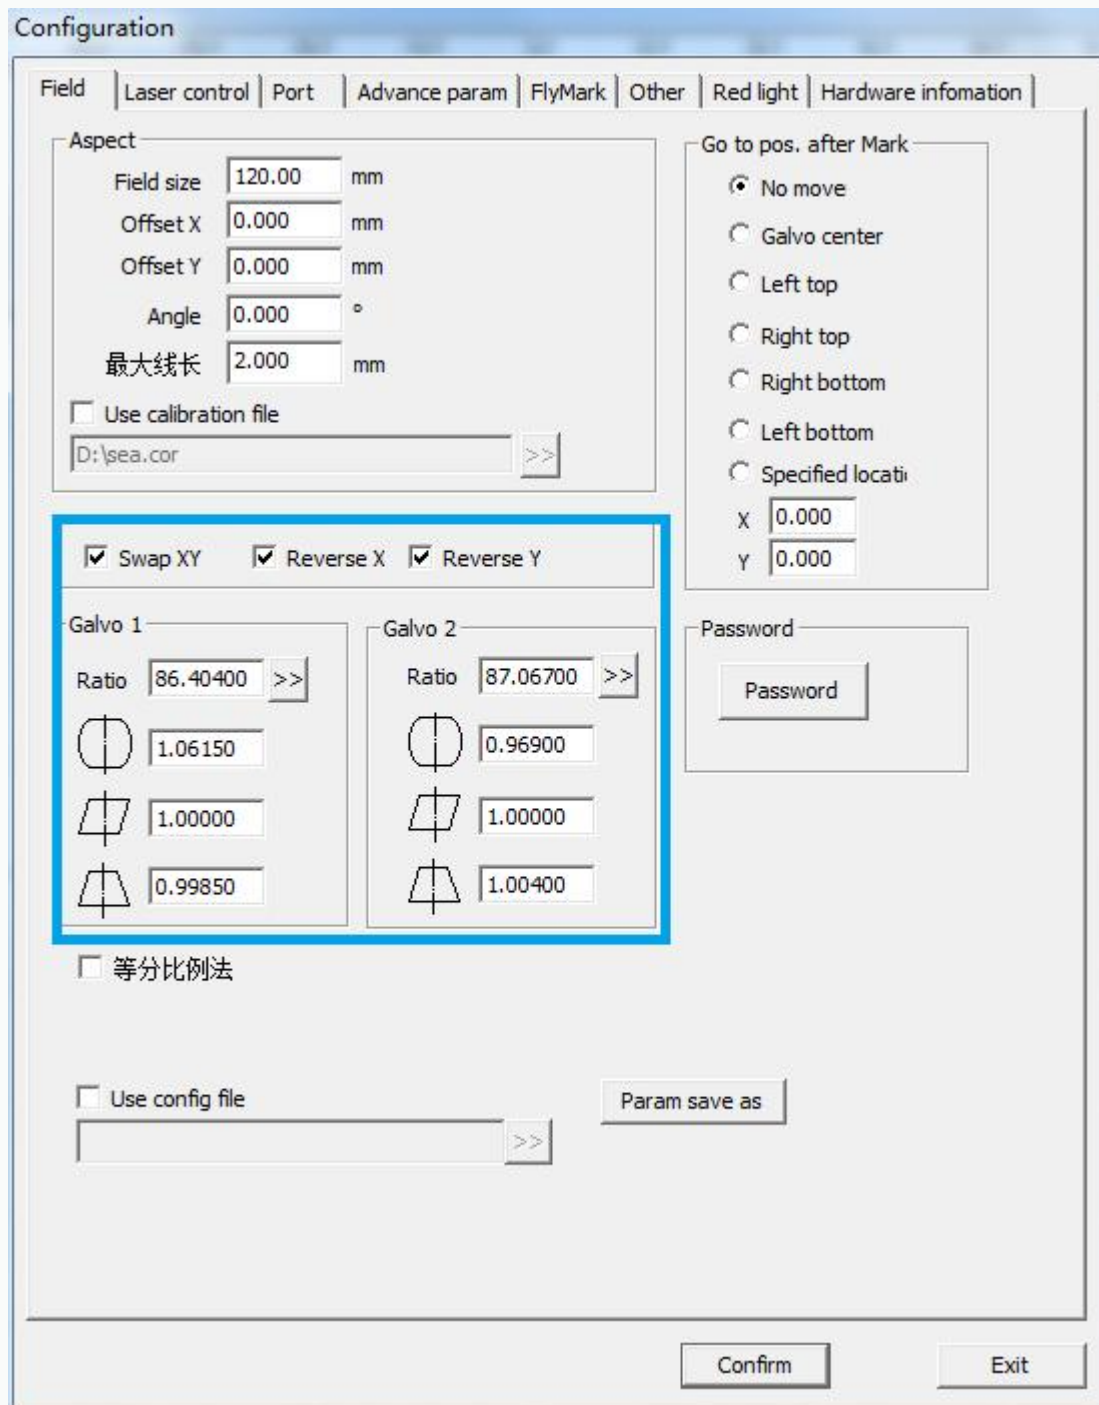 Configuration
Field Laser control Port Advance param FlyMark Other Red light Hardware infomation
Aspect
Field size 120.00 mm
Offset X 0.000 mm
Offset Y 0.000 mm
Angle 0.000 °
最大线长 2.000 mm
Use calibration file
D:\sea.cor >>
Go to pos. after Mark
No move
Galvo center
Left top
Right top
Right bottom
Left bottom
Specified locati
X 0.000
Y 0.000
Swap XY Reverse X Reverse Y
Galvo 1
Ratio 86.40400 >>
1.06150
1.00000
0.99850
Galvo 2
Ratio 87.06700 >>
0.96900
1.00000
1.00400
Password
Password
等分比例法
Use config file
>>
Param save as
Confirm Exit